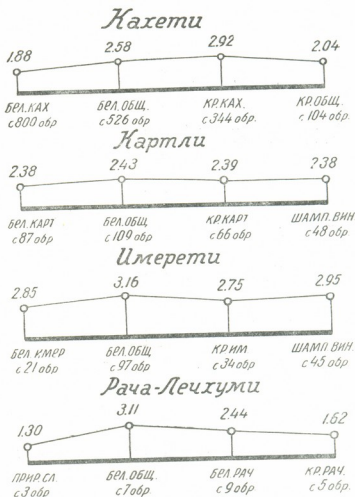 Кахети
1.88 2.58 2.92 2.04
БЕЛ.КАХ БЕЛ.ОБЩ. КР.КАХ. КР.ОБЩ.
с 800 обр с 526 обр с 344 обр. с 104 обр.
Картли
2.38 2.43 2.39 2.38
БЕЛ.КАРТ БЕЛ.ОБЩ КР.КАРТ ШАМП.ВИН
с 87 обр с 109 обр с 66 обр с 48 обр.
Имерети
2.85 3.16 2.75 2.95
БЕЛ ИМЕР БЕЛ.ОБЩ КР ИМ ШАМП.ВИН.
с 21 обр с 97 обр с 34 обр с 45 обр.
Рача-Лечхуми
1.30 3.11 2.44 1.62
ПРИР.СЛ. БЕЛ.ОБЩ. БЕЛ.РАЧ КР.РАЧ.
с 3 обр с 7 обр с 9 обр с 5 обр.